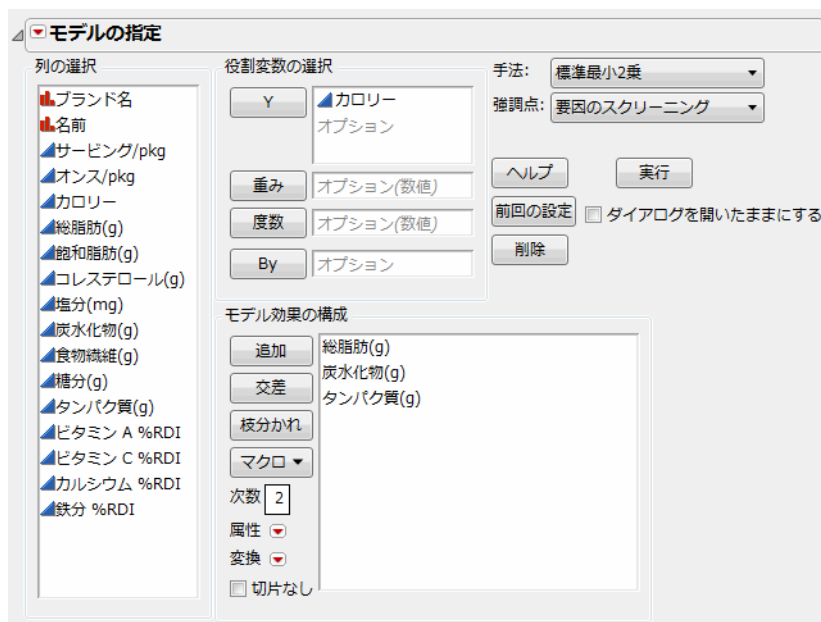 モデルの指定
列の選択
ブランド名
名前
サービング/pkg
オンス/pkg
カロリー
総脂肪(g)
飽和脂肪(g)
コレステロール(g)
塩分(mg)
炭水化物(g)
食物繊維(g)
糖分(g)
タンパク質(g)
ビタミン A %RDI
ビタミン C %RDI
カルシウム %RDI
鉄分 %RDI
役割変数の選択
Y
カロリー
オプション
重み オプション(数値)
度数 オプション(数値)
By オプション
手法: 標準最小2乗
強調点: 要因のスクリーニング
ヘルプ 実行
前回の設定 ダイアログを開いたままにする
削除
モデル効果の構成
追加
交差
枝分かれ
マクロ
次数 2
属性
変換
切片なし
総脂肪(g)
炭水化物(g)
タンパク質(g)